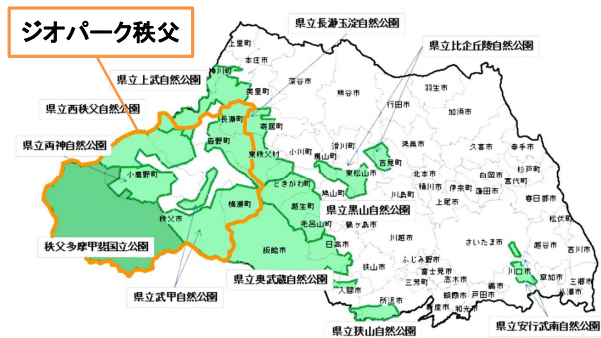 ジオパーク秩父
県立長瀞玉淀自然公園
県立比企丘陵自然公園
県立上武自然公園
県立西秩父自然公園
県立両神自然公園
秩父多摩甲斐国立公園
県立武甲自然公園
県立奥武蔵自然公園
県立黒山自然公園
県立狭山自然公園
県立安行武南自然公園
上里町
本庄市
神川町
美里町
深谷市
熊谷市
羽生市
行田市
加須市
長瀞町
寄居町
皆野町
東秩父村
小川町
滑川町
嵐山町
吉見町
東松山市
鴻巣市
久喜市
幸手市
北本市
桶川市
伊奈町
白岡市
杉戸町
宮代町
蓮田市
小鹿野町
ときがわ町
鳩山町
川島町
上尾市
春日部市
松伏町
秩父市
横瀬町
越生町
毛呂山町
鶴ヶ島市
川越市
さいたま市
越谷市
吉川市
飯能市
日高市
狭山市
ふじみ野市
富士見市
三芳町
志木市
川口市
草加市
三郷市
八潮市
入間市
所沢市
新座市
朝霞市
和光市
戸田市
蕨市